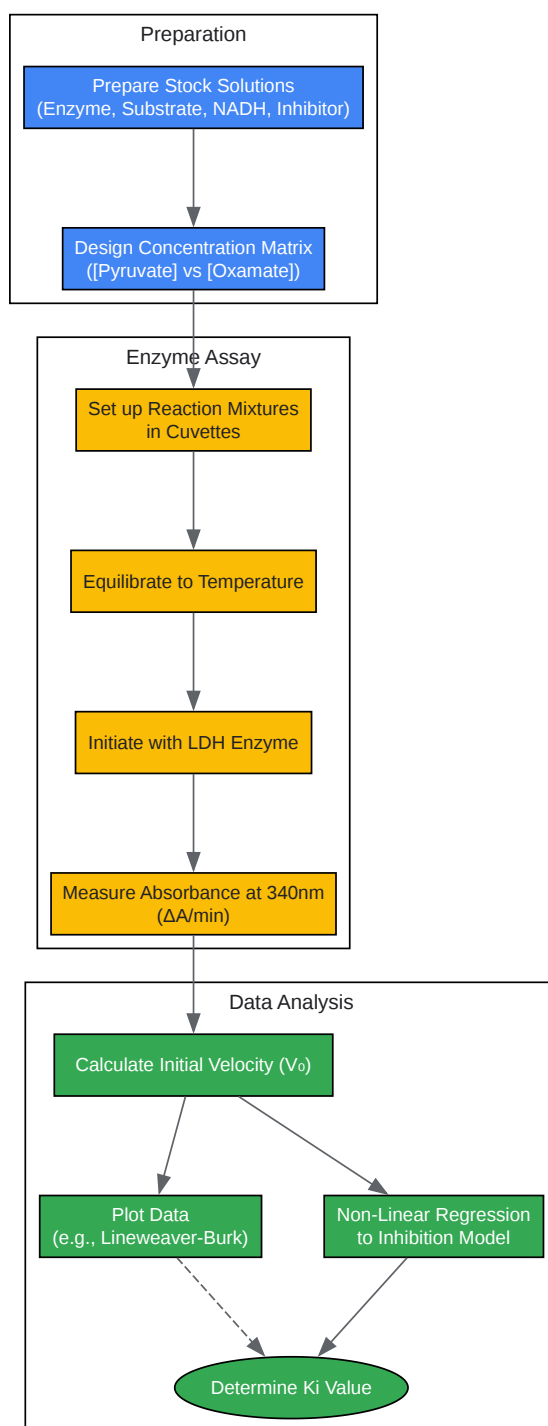 Preparation
Prepare Stock Solutions
(Enzyme, Substrate, NADH, Inhibitor)
Design Concentration Matrix
([Pyruvate] vs [Oxamate])
Enzyme Assay
Set up Reaction Mixtures
in Cuvettes
Equilibrate to Temperature
Initiate with LDH Enzyme
Measure Absorbance at 340nm
(ΔA/min)
Data Analysis
Calculate Initial Velocity (V₀)
Plot Data
(e.g., Lineweaver-Burk)
Non-Linear Regression
to Inhibition Model
Determine Ki Value